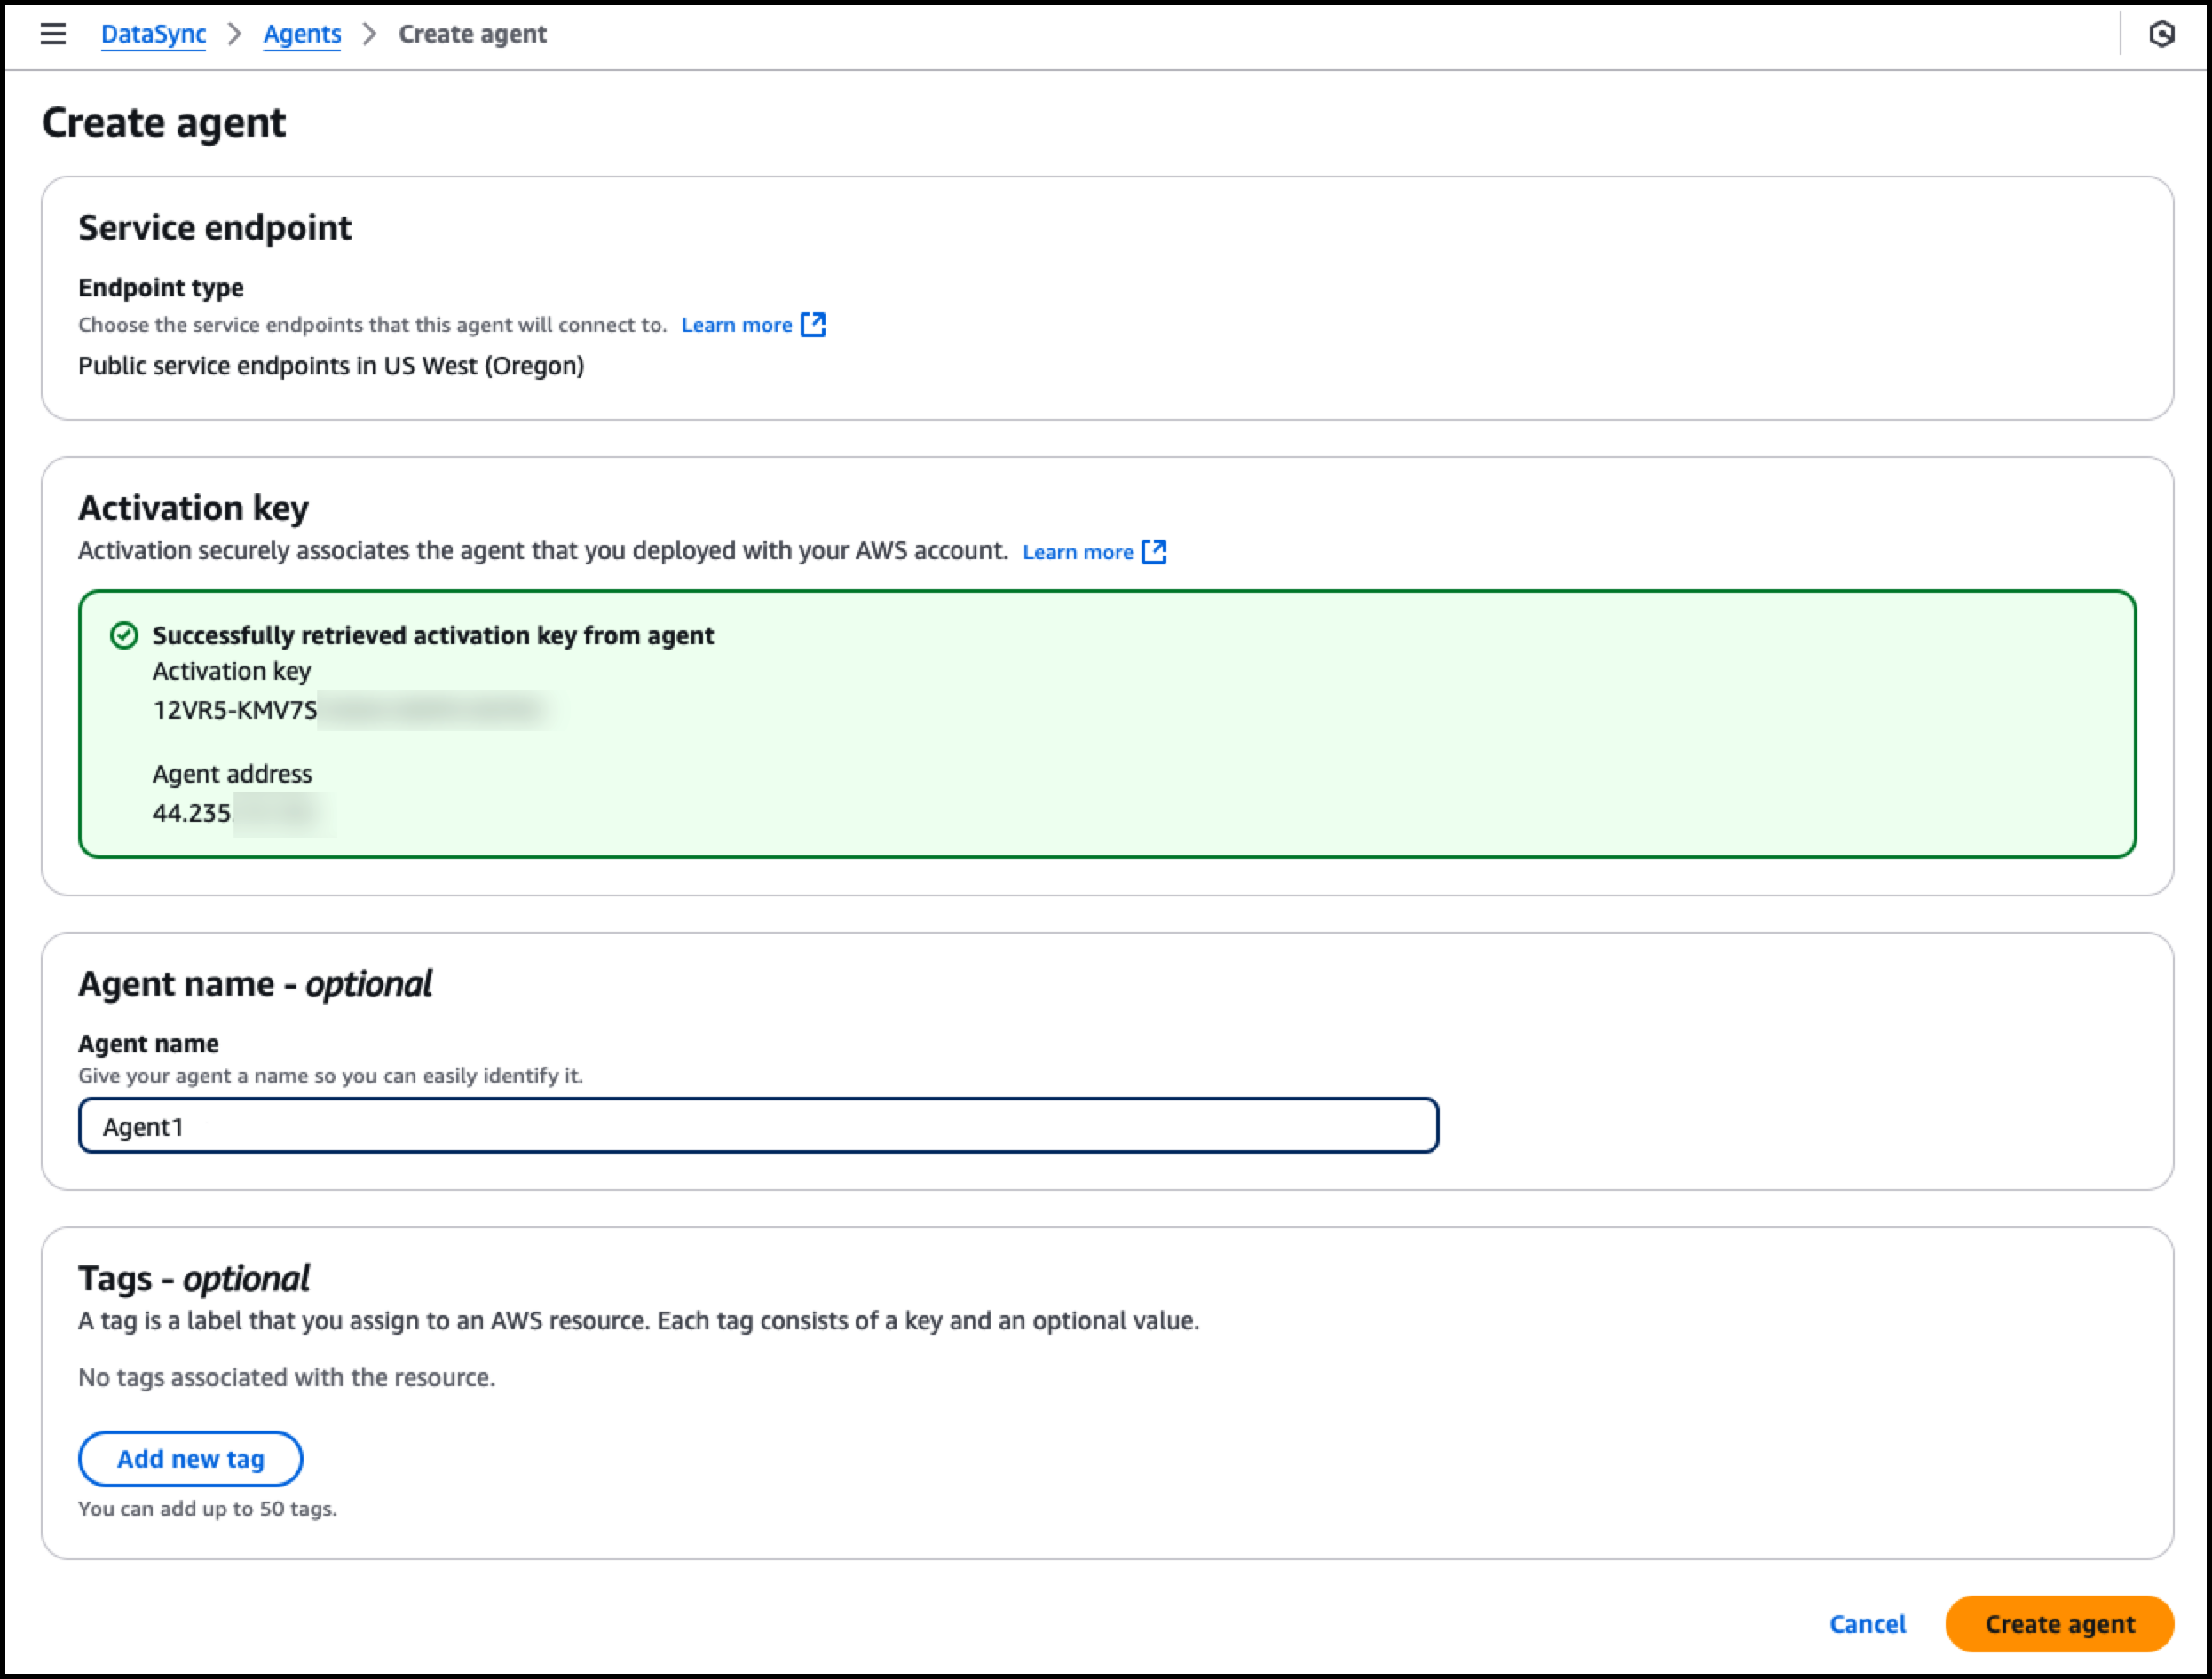 DataSync > Agents > Create agent
Create agent
Service endpoint
Endpoint type
Choose the service endpoints that this agent will connect to. Learn more
Public service endpoints in US West (Oregon)
Activation key
Activation securely associates the agent that you deployed with your AWS account. Learn more
Successfully retrieved activation key from agent
Activation key
12VR5-KMV7S
Agent address
44.235.
Agent name - optional
Agent name
Give your agent a name so you can easily identify it.
Agent1
Tags - optional
A tag is a label that you assign to an AWS resource. Each tag consists of a key and an optional value.
No tags associated with the resource.
Add new tag
You can add up to 50 tags.
Cancel Create agent